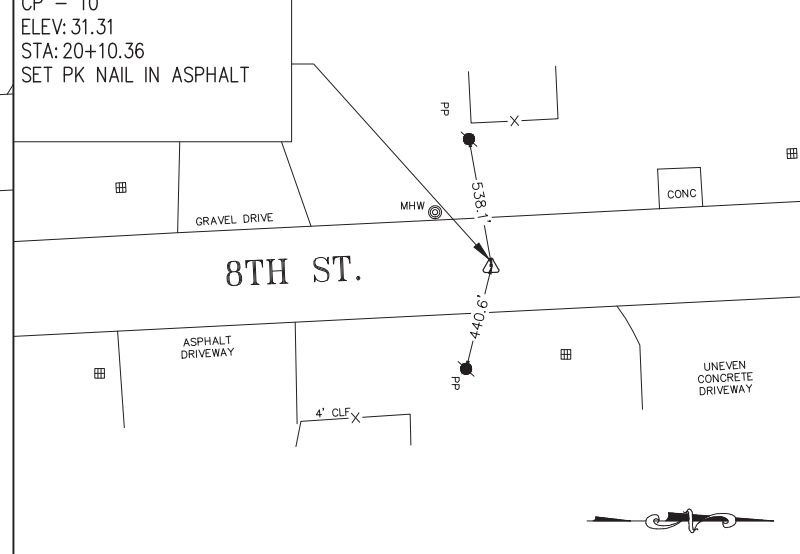 CP - 10
ELEV: 31.31
STA: 20+10.36
SET PK NAIL IN ASPHALT
PP
MHW
538.1'
CONC
GRAVEL DRIVE
8TH ST.
440.6'
ASPHALT
DRIVEWAY
PP
UNEVEN
CONCRETE
DRIVEWAY
4' CLF
X
X